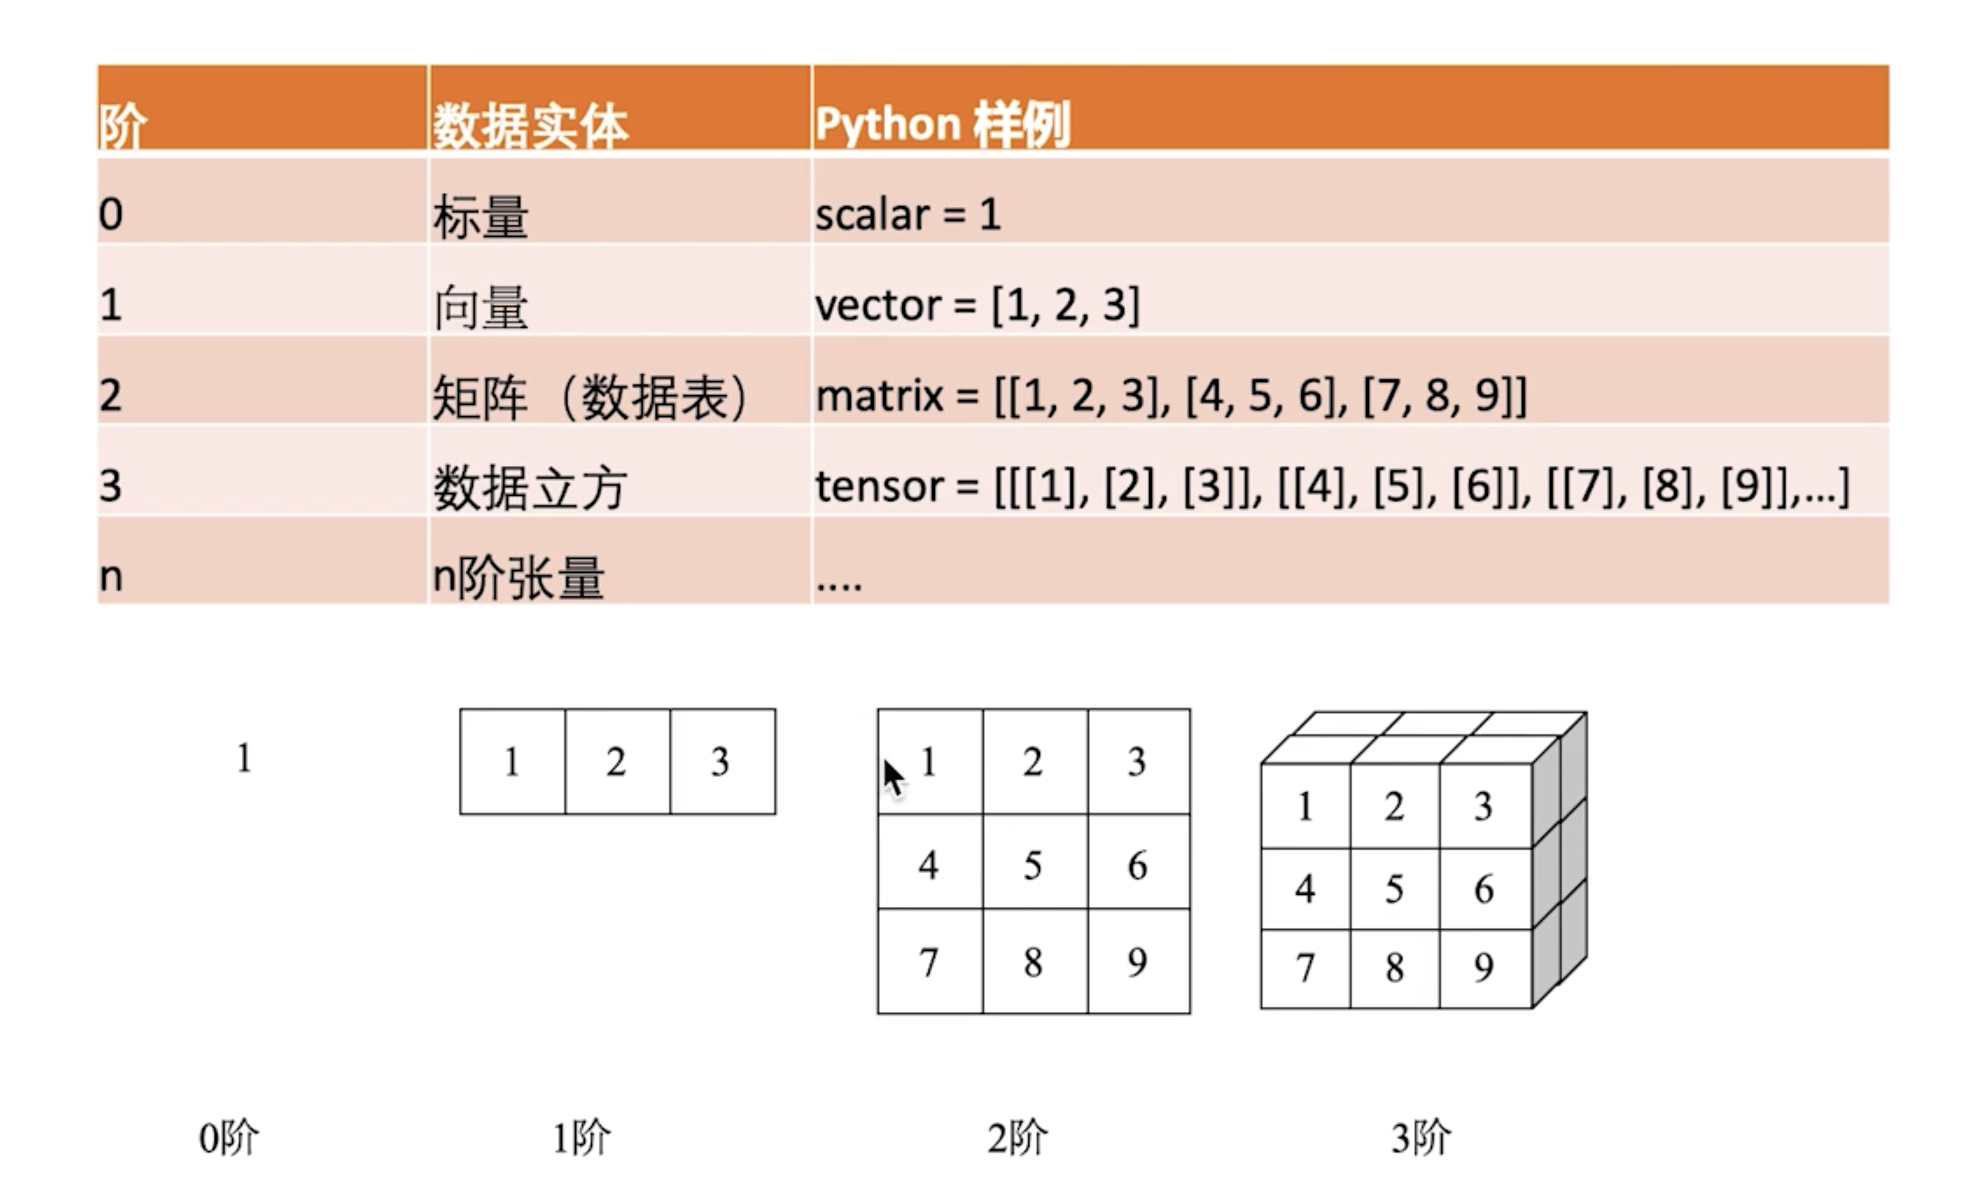 阶 数据实体 Python 样例
0 标量 scalar = 1
1 向量 vector = [1, 2, 3]
2 矩阵（数据表） matrix = [[1, 2, 3], [4, 5, 6], [7, 8, 9]]
3 数据立方 tensor = [[[1], [2], [3]], [[4], [5], [6]], [[7], [8], [9]],...]
n n阶张量 ....
1 1 2 3 1 2 3 1 2 3
4 5 6 4 5 6
7 8 9 7 8 9
0阶 1阶 2阶 3阶